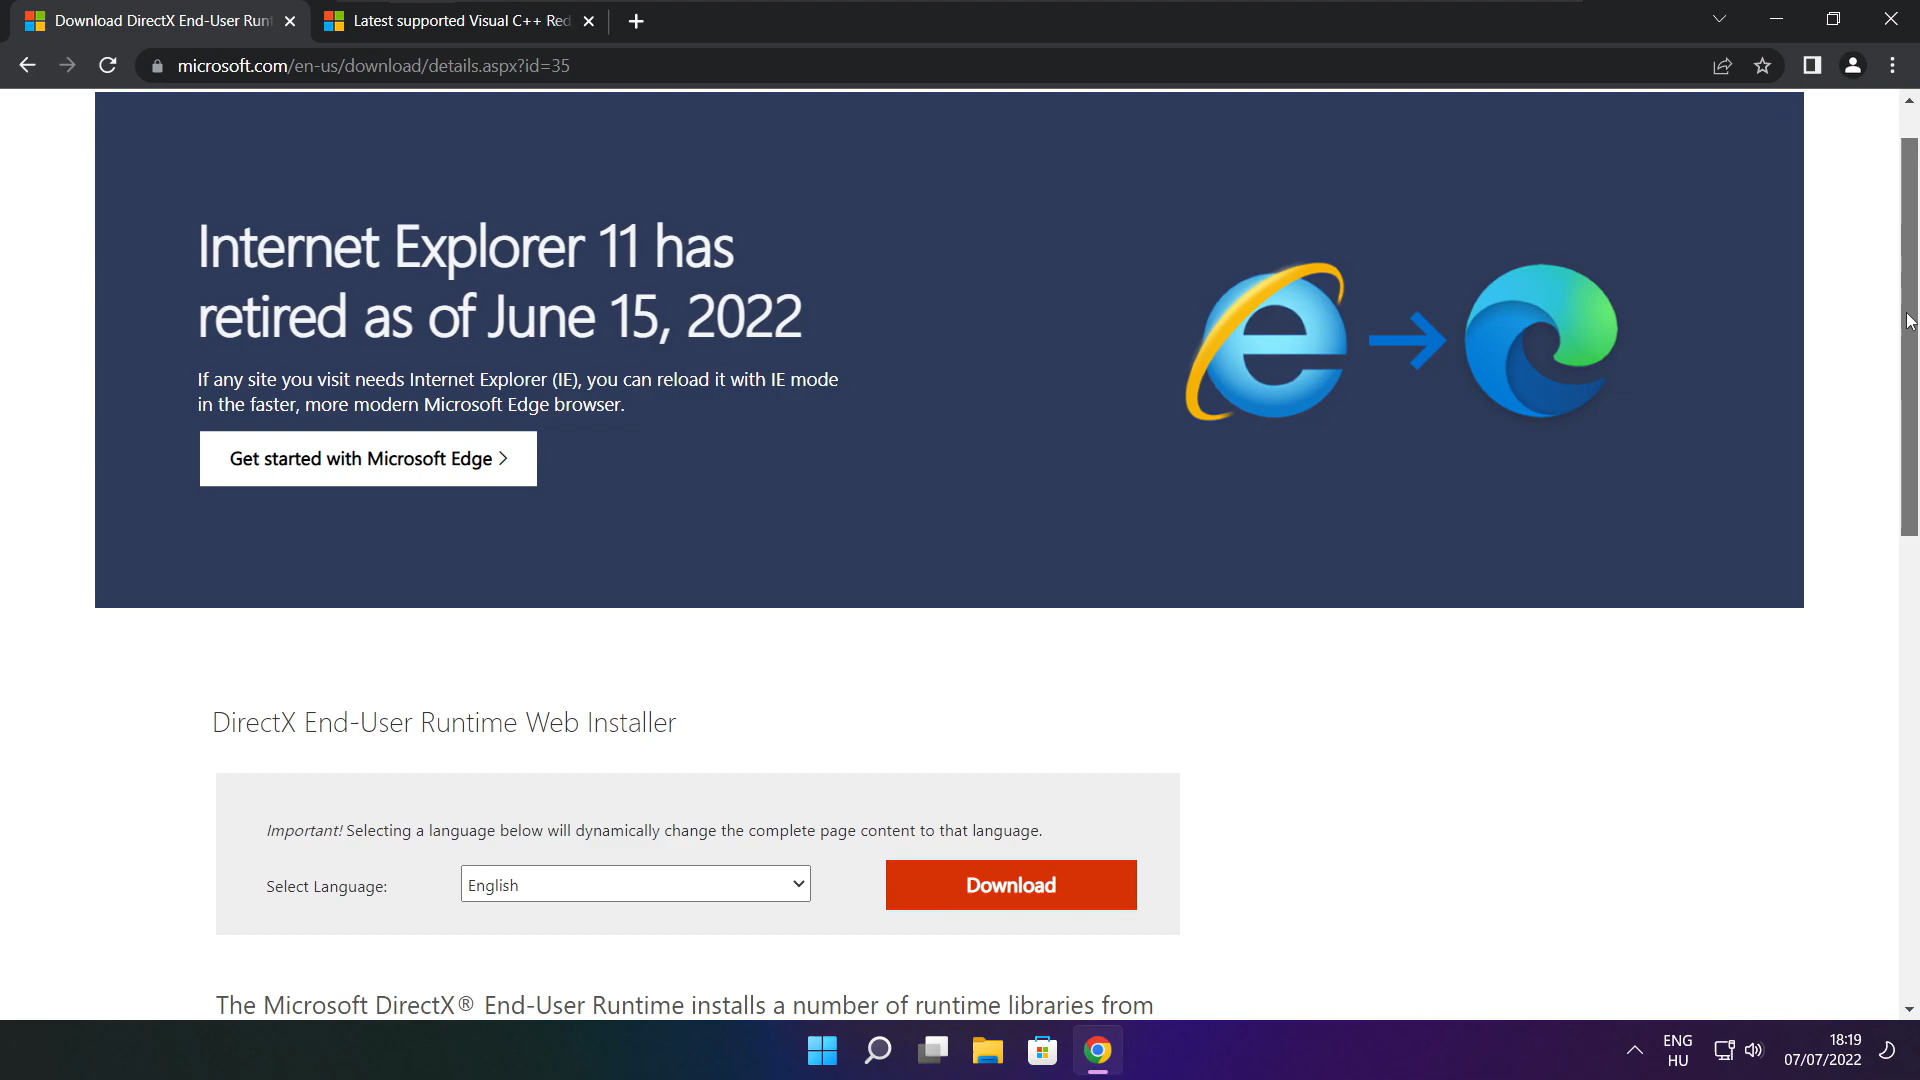 Download DirectX End-User Runt
Latest supported Visual C++ Red
microsoft.com/en-us/download/details.aspx?id=35
Internet Explorer 11 has
retired as of June 15, 2022
If any site you visit needs Internet Explorer (IE), you can reload it with IE mode
in the faster, more modern Microsoft Edge browser.
Get started with Microsoft Edge >
DirectX End-User Runtime Web Installer
Important! Selecting a language below will dynamically change the complete page content to that language.
Select Language:
English
Download
The Microsoft DirectX® End-User Runtime installs a number of runtime libraries from
ENG
HU
18:19
07/07/2022